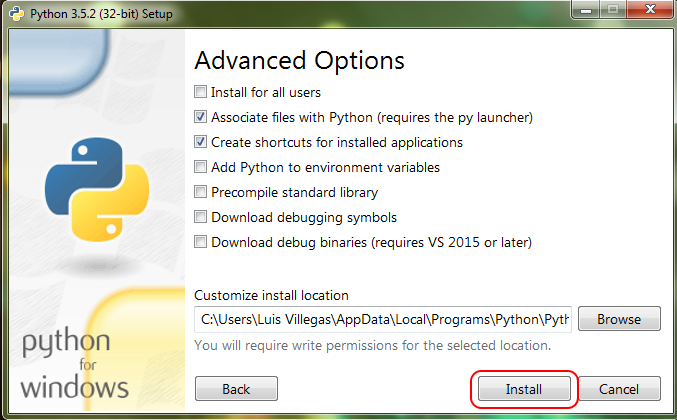 Python 3.5.2 (32-bit) Setup
Advanced Options
Install for all users
Associate files with Python (requires the py launcher)
Create shortcuts for installed applications
Add Python to environment variables
Precompile standard library
Download debugging symbols
Download debug binaries (requires VS 2015 or later)
Customize install location
C:\Users\Luis Villegas\AppData\Local\Programs\Python\Pyth
Browse
You will require write permissions for the selected location.
python
for
windows
Back
Install
Cancel